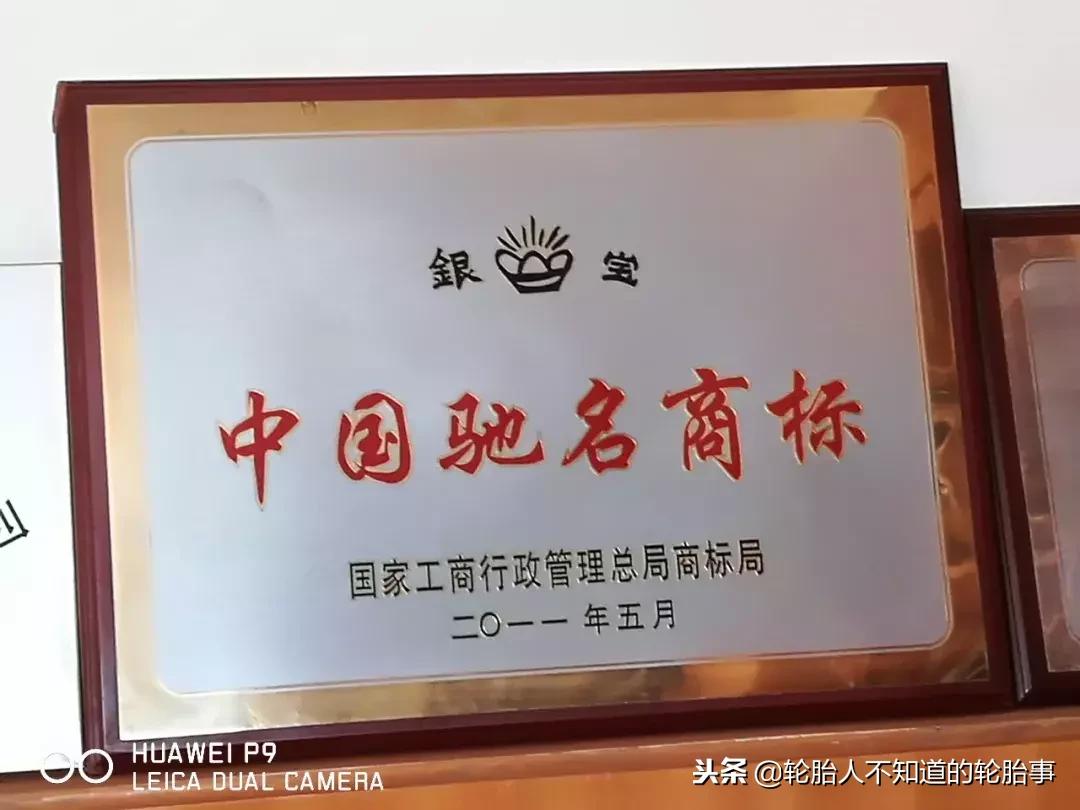 銀 宝
中国驰名商标
国家工商行政管理总局商标局
二〇一一年五月
HUAWEI P9
LEICA DUAL CAMERA
头条 @轮胎人不知道的轮胎事